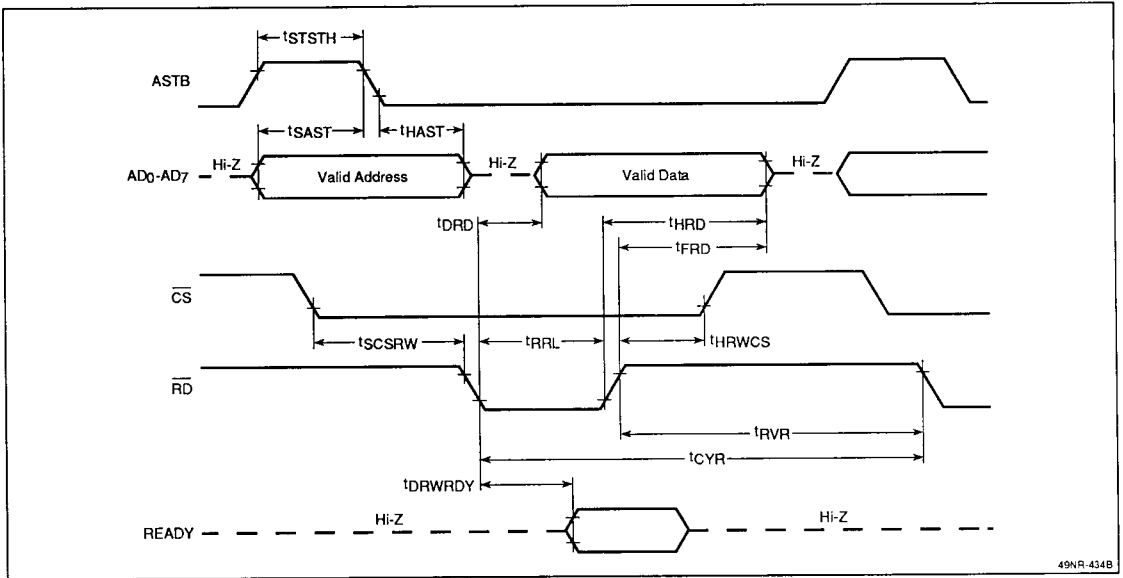 tSTSTH
ASTB
tSAST
tHAST
Hi-Z
Hi-Z
Hi-Z
AD0-AD7
Valid Address
Valid Data
tDRD
tHRD
tFRD
CS
tSCSRW
tRRL
tHRWCS
RD
tRVR
tCYR
tDRWRDY
Hi-Z
Hi-Z
READY
49NR-434B